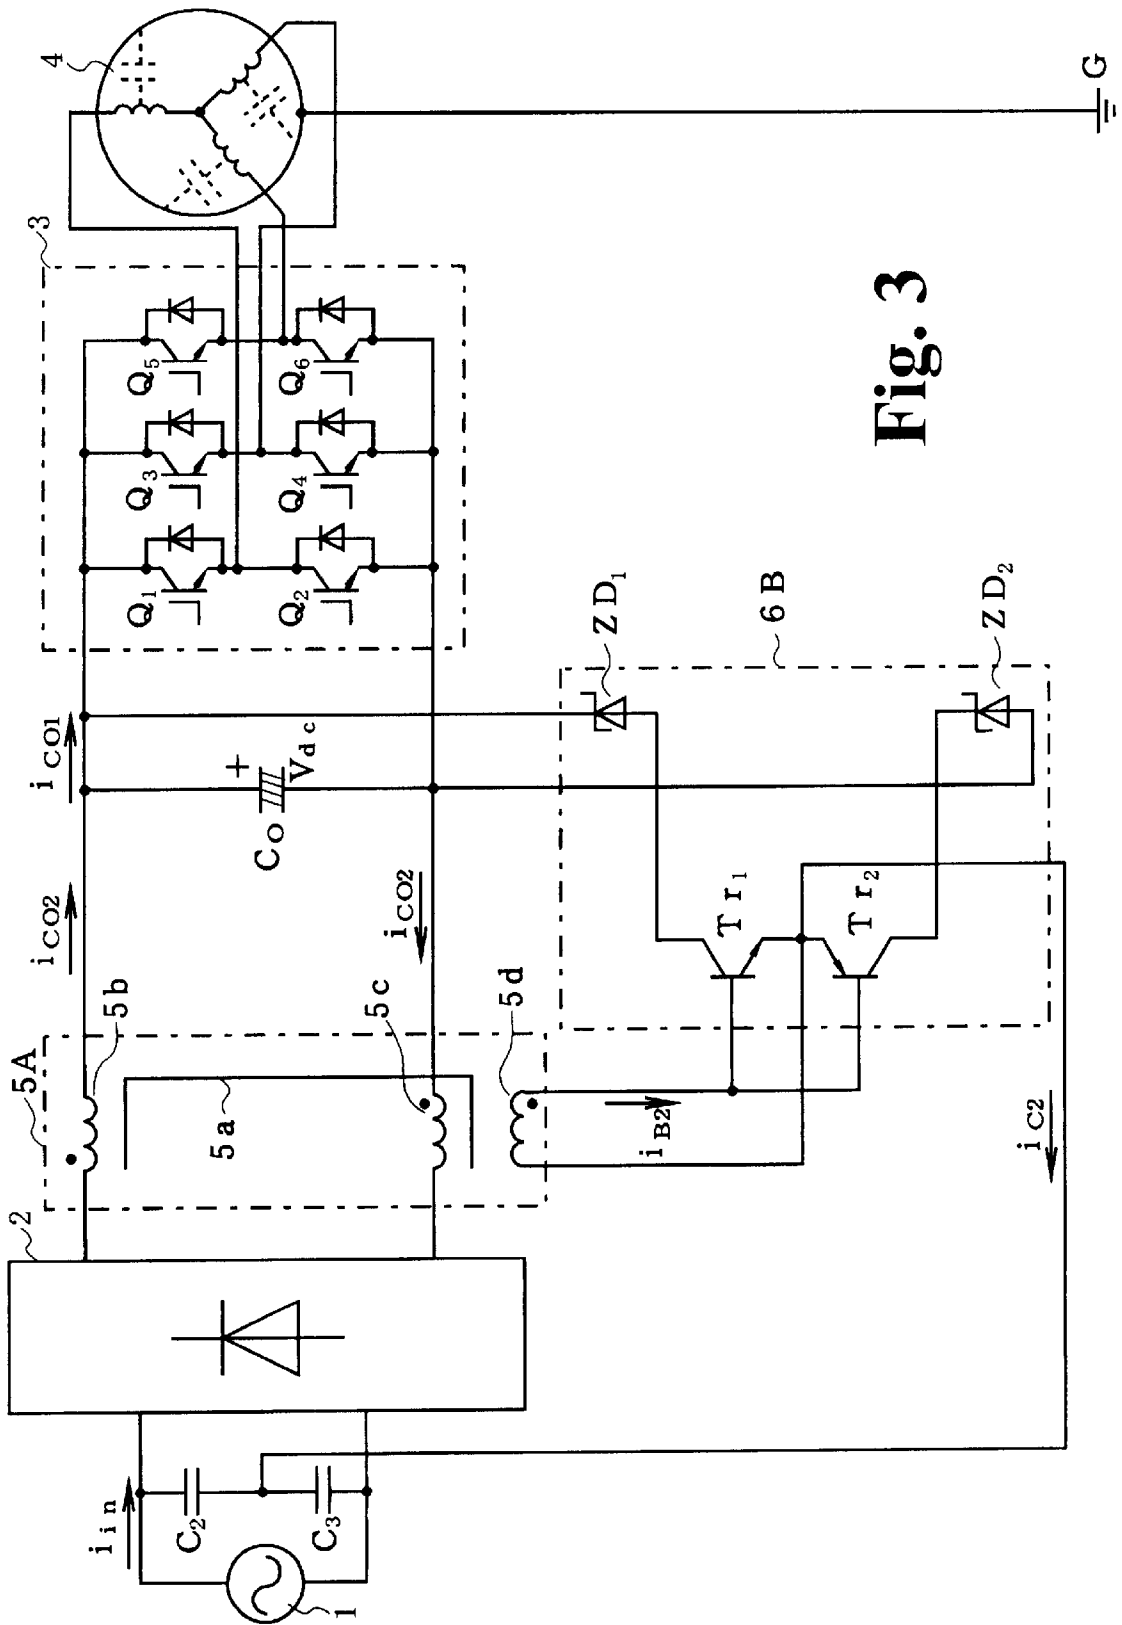 4
3
G
Q5
Q6
Q3
Q4
Q1
Q2
Fig. 3
iCO1
+
Vdc
CO
ZD1
6B
ZD2
iCO2
iCO2
Tr1
Tr2
5A
5b
5a
5c
5d
iB2
iC2
2
iin
C2
C3
1